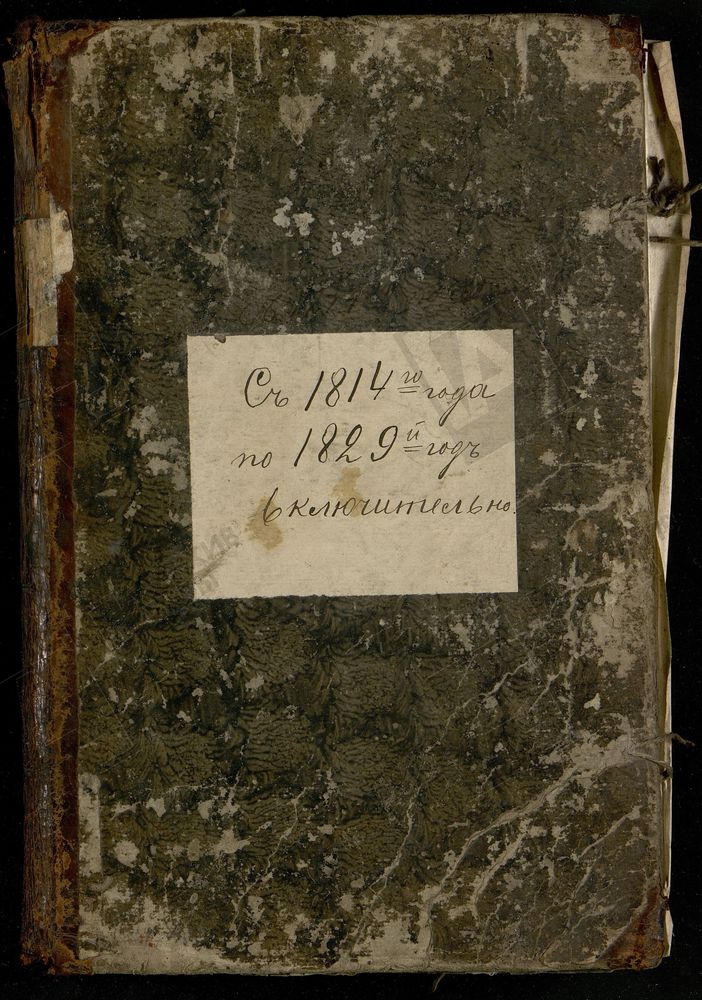 Съ 1814го года
по 1829й годъ
включительно.